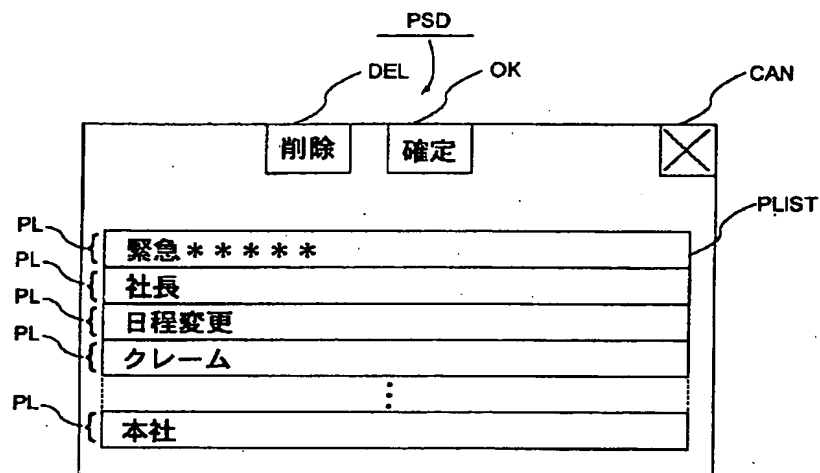 PSD
DEL OK CAN
削除 確定
PLIST
PL 緊急＊＊＊＊＊
PL 社長
PL 日程変更
PL クレーム
⋮
PL 本社